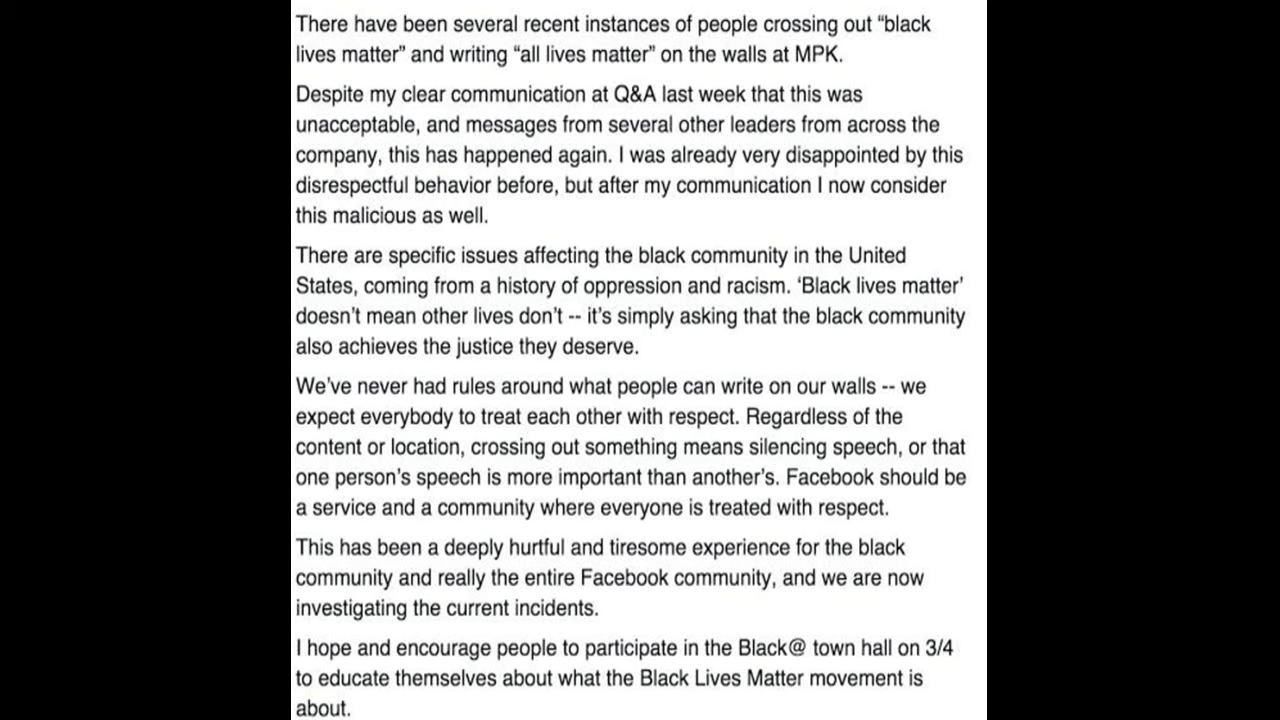 There have been several recent instances of people crossing out “black
lives matter” and writing “all lives matter” on the walls at MPK.
Despite my clear communication at Q&A last week that this was
unacceptable, and messages from several other leaders from across the
company, this has happened again. I was already very disappointed by this
disrespectful behavior before, but after my communication I now consider
this malicious as well.
There are specific issues affecting the black community in the United
States, coming from a history of oppression and racism. ‘Black lives matter’
doesn’t mean other lives don’t -- it’s simply asking that the black community
also achieves the justice they deserve.
We’ve never had rules around what people can write on our walls -- we
expect everybody to treat each other with respect. Regardless of the
content or location, crossing out something means silencing speech, or that
one person’s speech is more important than another’s. Facebook should be
a service and a community where everyone is treated with respect.
This has been a deeply hurtful and tiresome experience for the black
community and really the entire Facebook community, and we are now
investigating the current incidents.
I hope and encourage people to participate in the Black@ town hall on 3/4
to educate themselves about what the Black Lives Matter movement is
about.